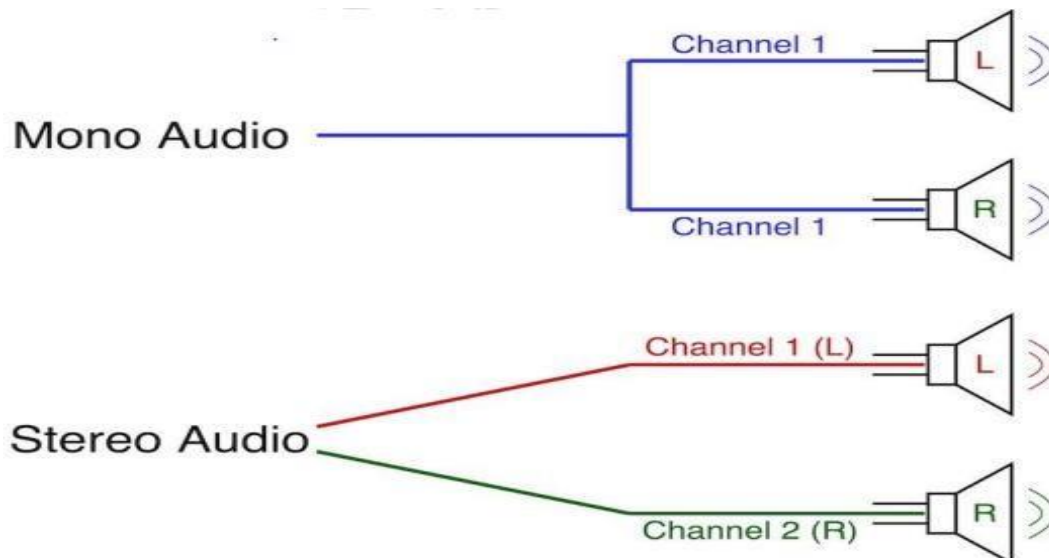 Channel 1
L
Mono Audio
R
Channel 1
Channel 1 (L)
L
Stereo Audio
R
Channel 2 (R)